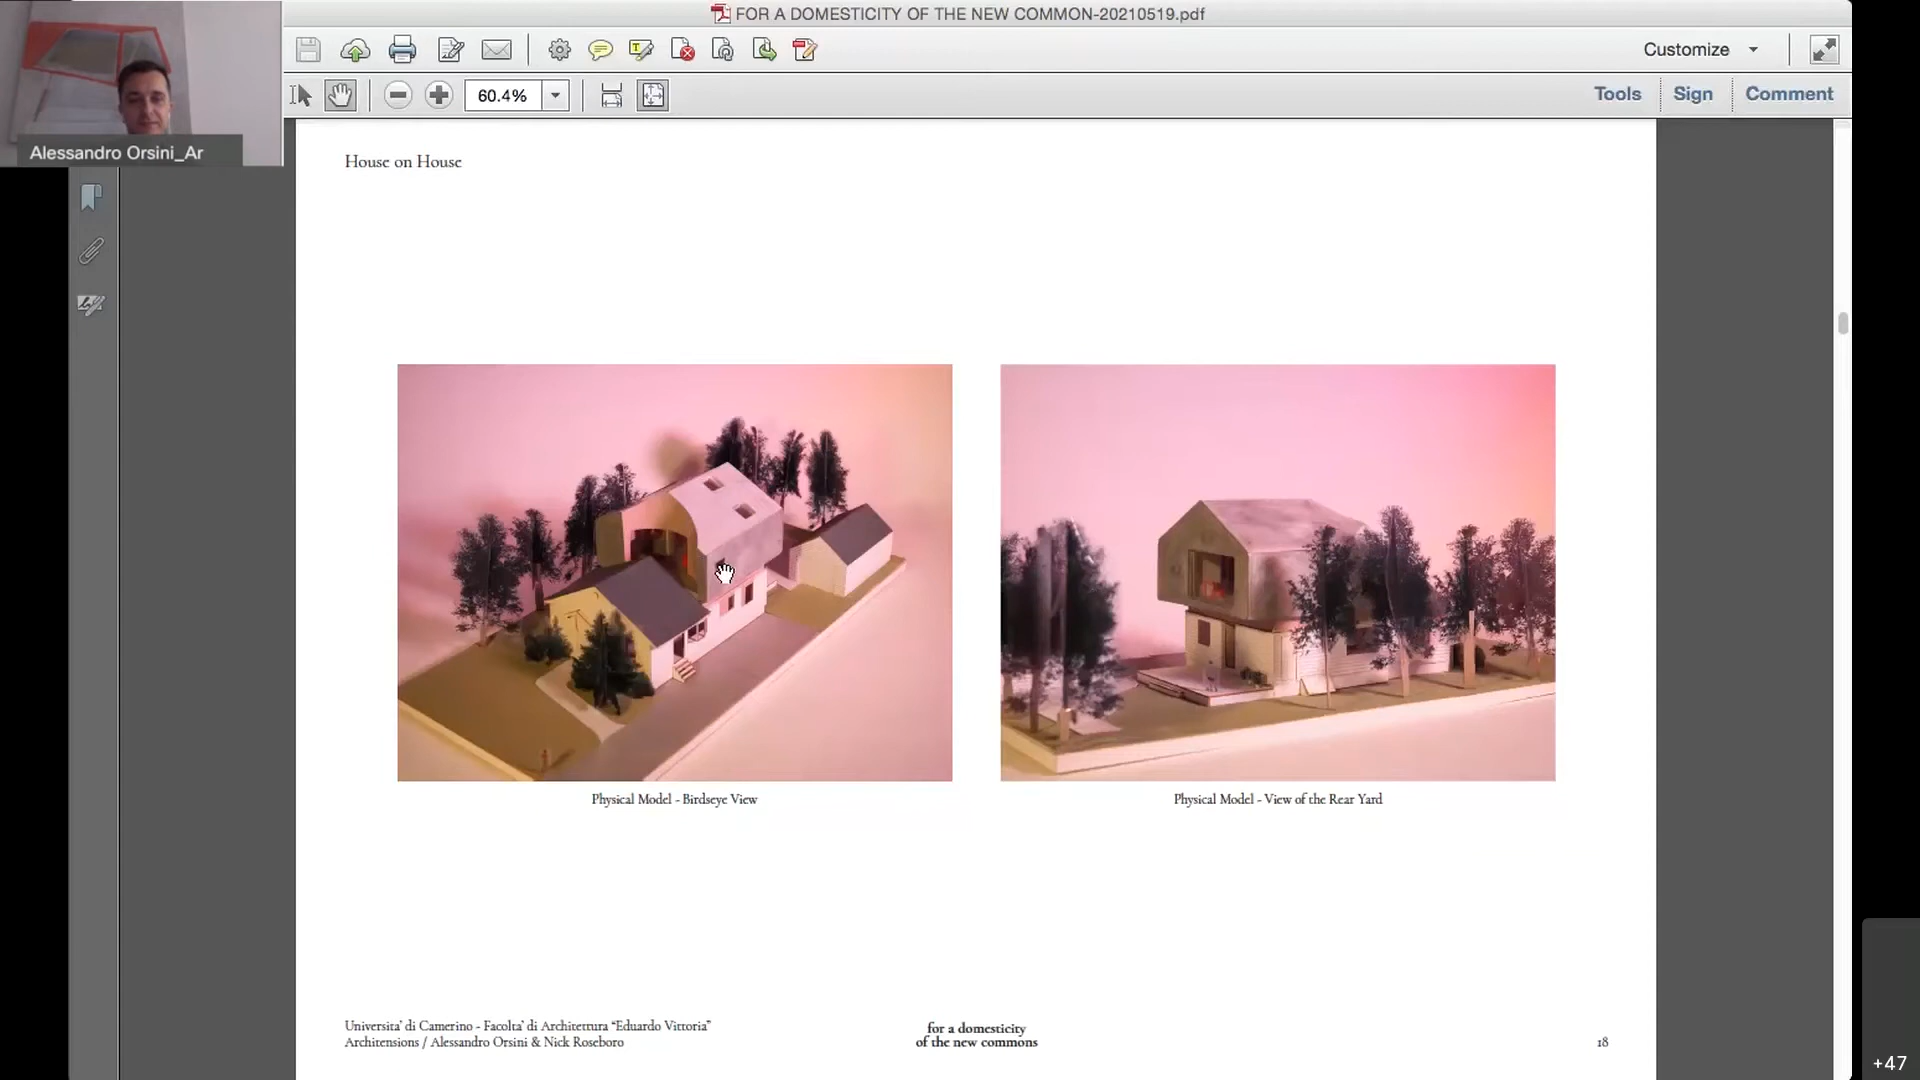 FOR A DOMESTICITY OF THE NEW COMMON-20210519.pdf
Customize
60.4%
Tools
Sign
Comment
Alessandro Orsini_Ar
House on House
Physical Model - Birdseye View
Physical Model - View of the Rear Yard
Universita' di Camerino - Facolta' di Architettura “Eduardo Vittoria”
Architensions / Alessandro Orsini & Nick Roseboro
for a domesticity
of the new commons
18
+47